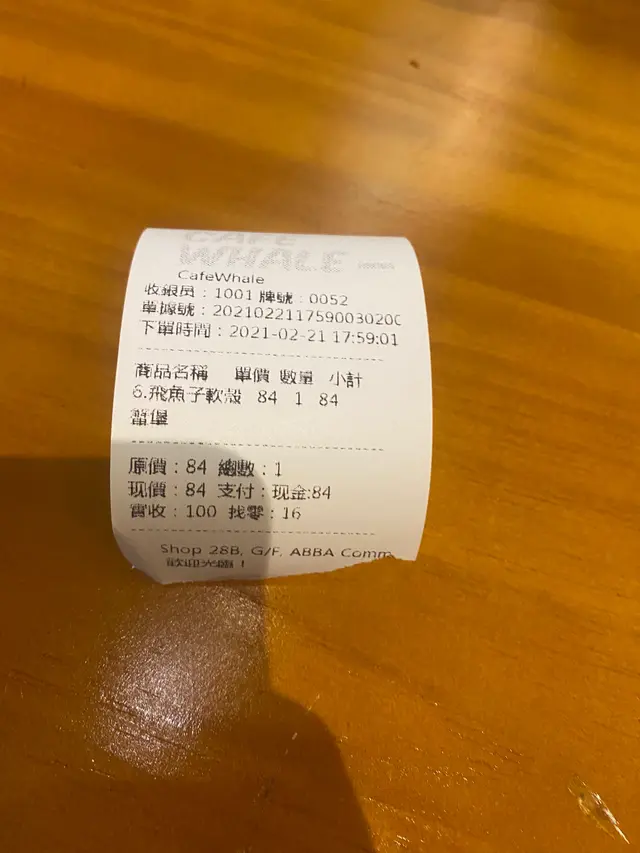 CAFE
WHALE
CafeWhale
收銀员：1001 牌號：0052
單據號：20210221175900302
下單時間：2021-02-21 17:59:01
商品名稱 單價 數量 小計
6.飛魚子軟殼 84 1 84
蟹堡
原價：84 總數：1
现價：84 支付：现金:84
實收：100 找零：16
Shop 28B, G/F, ABBA Comm
歡迎光臨！